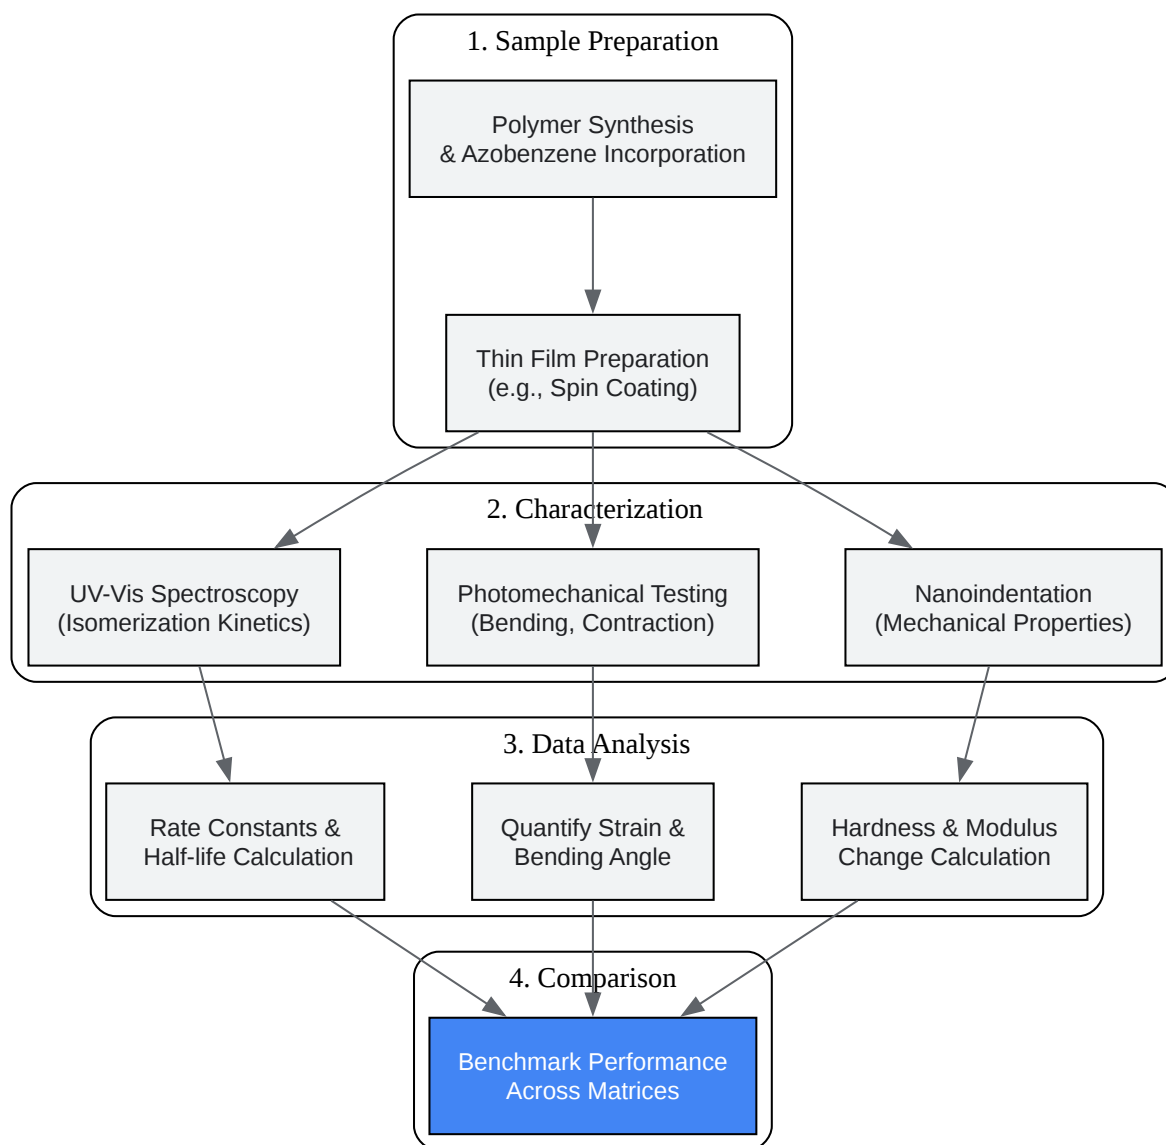 1. Sample Preparation
Polymer Synthesis
& Azobenzene Incorporation
Thin Film Preparation
(e.g., Spin Coating)
2. Characterization
UV-Vis Spectroscopy
(Isomerization Kinetics)
Photomechanical Testing
(Bending, Contraction)
Nanoindentation
(Mechanical Properties)
3. Data Analysis
Rate Constants &
Half-life Calculation
Quantify Strain &
Bending Angle
Hardness & Modulus
Change Calculation
4. Comparison
Benchmark Performance
Across Matrices